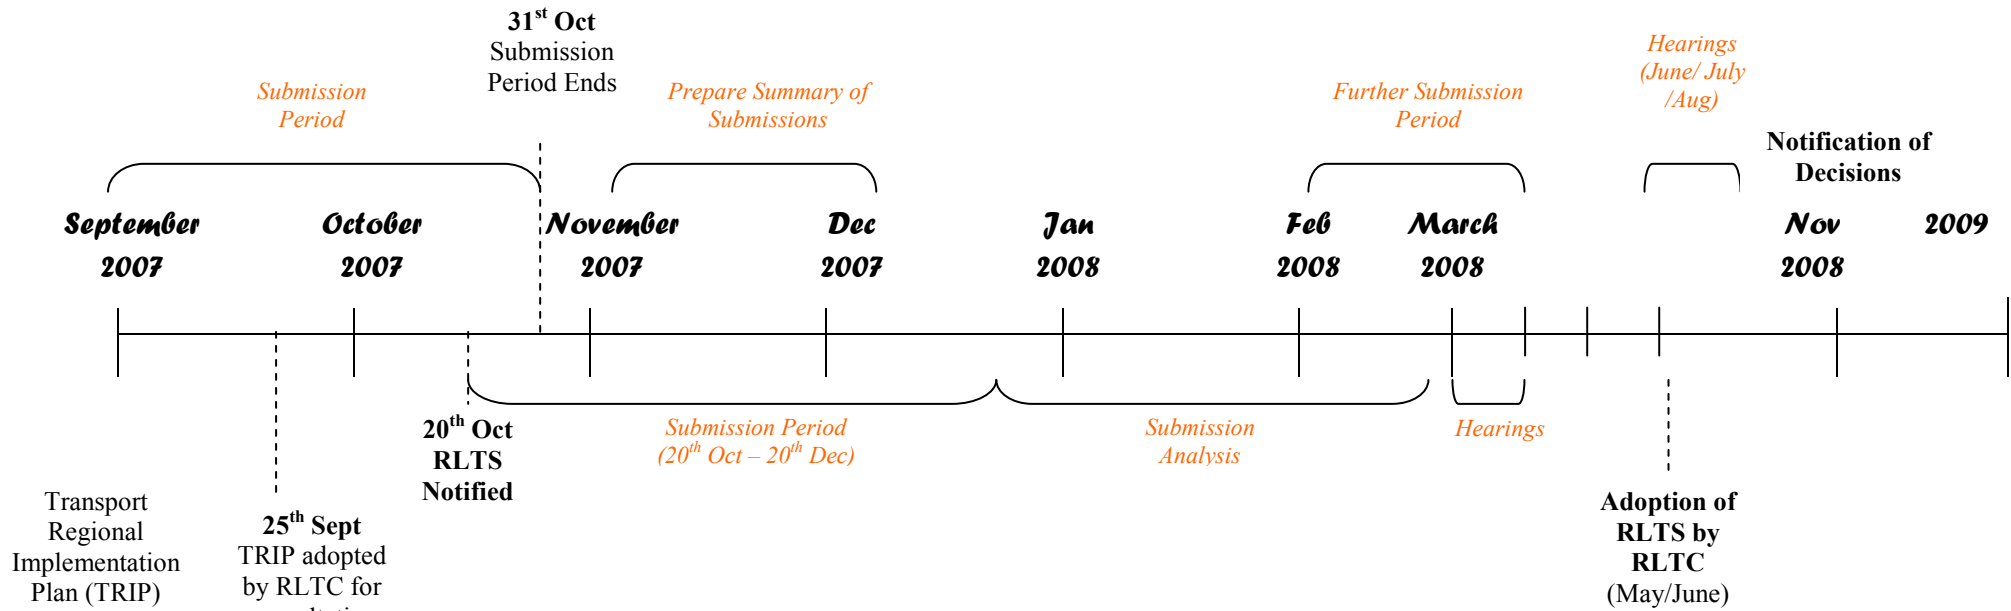 31st Oct
Submission
Period Ends
Submission
Period
Prepare Summary of
Submissions
Further Submission
Period
Hearings
(June/ July
/Aug)
Notification of
Decisions
September
2007
October
2007
November
2007
Dec
2007
Jan
2008
Feb
2008
March
2008
Nov
2008
2009
20th Oct
RLTS
Notified
Submission Period
(20th Oct – 20th Dec)
Submission
Analysis
Hearings
Transport
Regional
Implementation
Plan (TRIP)
25th Sept
TRIP adopted
by RLTC for
Adoption of
RLTS by
RLTC
(May/June)